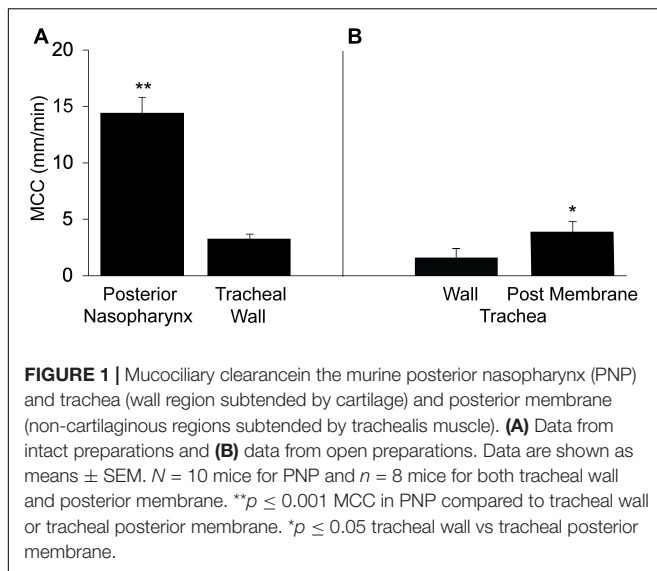 A
B
20
15
10
5
0
MCC (mm/min)
**
*
Posterior
Nasopharynx
Tracheal
Wall
Wall
Post Membrane
Trachea
FIGURE 1 | Mucociliary clearancein the murine posterior nasopharynx (PNP)
and trachea (wall region subtended by cartilage) and posterior membrane
(non-cartilaginous regions subtended by trachealis muscle). (A) Data from
intact preparations and (B) data from open preparations. Data are shown as
means ± SEM. N = 10 mice for PNP and n = 8 mice for both tracheal wall
and posterior membrane. **p ≤ 0.001 MCC in PNP compared to tracheal wall
or tracheal posterior membrane. *p ≤ 0.05 tracheal wall vs tracheal posterior
membrane.